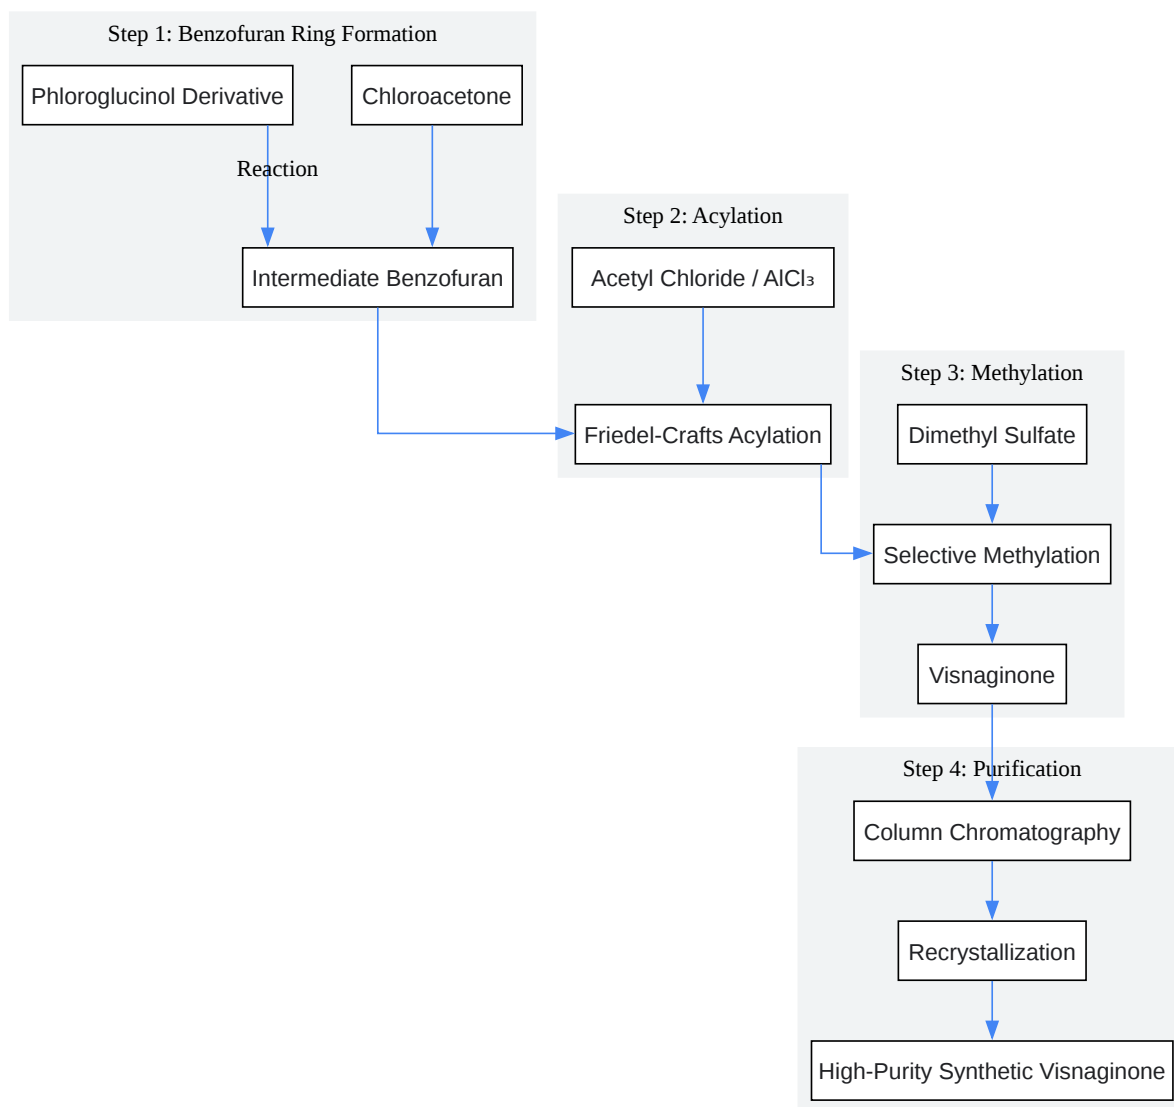 Step 1: Benzofuran Ring Formation
Phloroglucinol Derivative
Chloroacetone
Reaction
Intermediate Benzofuran
Step 2: Acylation
Acetyl Chloride / AlCl₃
Friedel-Crafts Acylation
Step 3: Methylation
Dimethyl Sulfate
Selective Methylation
Visnaginone
Step 4: Purification
Column Chromatography
Recrystallization
High-Purity Synthetic Visnaginone